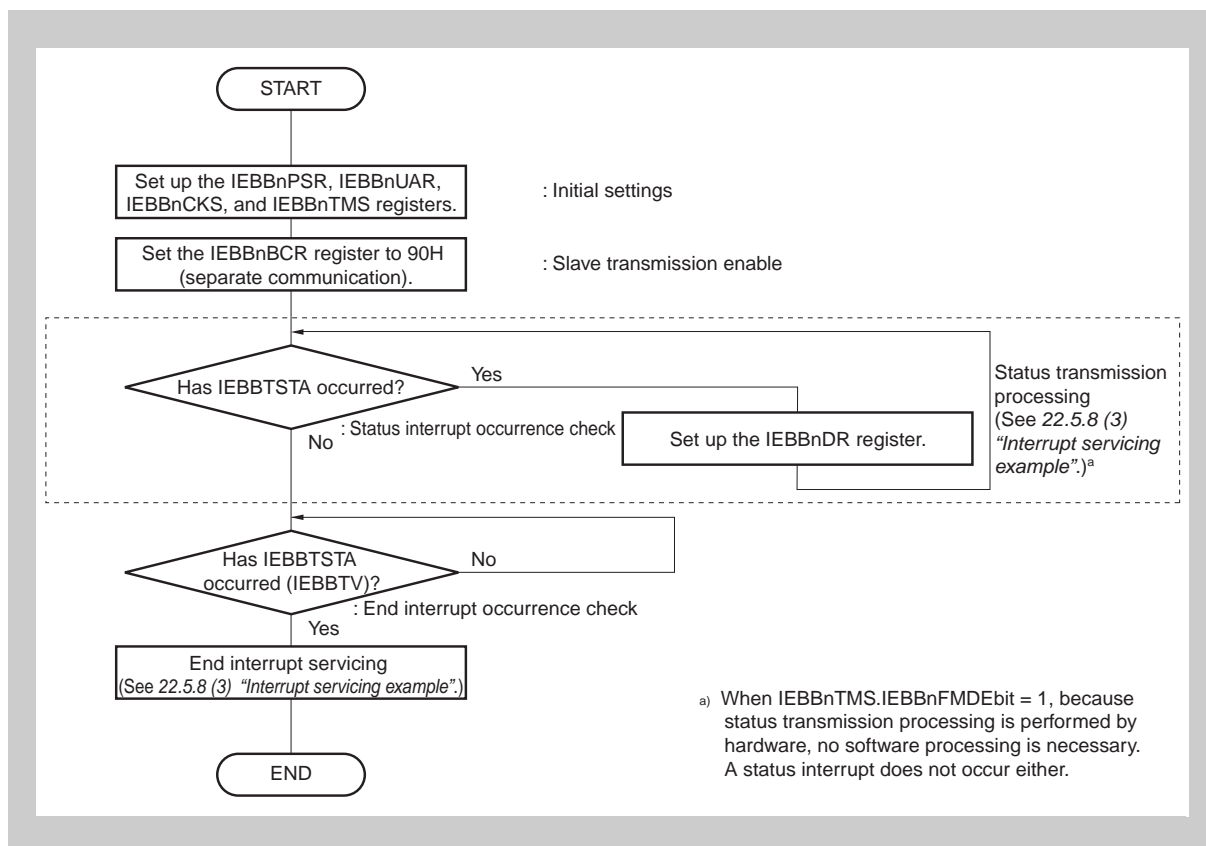 START
Set up the IEBBnPSR, IEBBnUAR,
IEBBnCKS, and IEBBnTMS registers.
: Initial settings
Set the IEBBnBCR register to 90H
(separate communication).
: Slave transmission enable
Has IEBBTSTA occurred?
Yes
No
: Status interrupt occurrence check
Set up the IEBBnDR register.
Status transmission
processing
(See 22.5.8 (3)
“Interrupt servicing
example”.)a
Has IEBBTSTA
occurred (IEBBTV)?
No
: End interrupt occurrence check
Yes
End interrupt servicing
(See 22.5.8 (3) “Interrupt servicing example”.)
END
a) When IEBBnTMS.IEBBnFMDEbit = 1, because
status transmission processing is performed by
hardware, no software processing is necessary.
A status interrupt does not occur either.